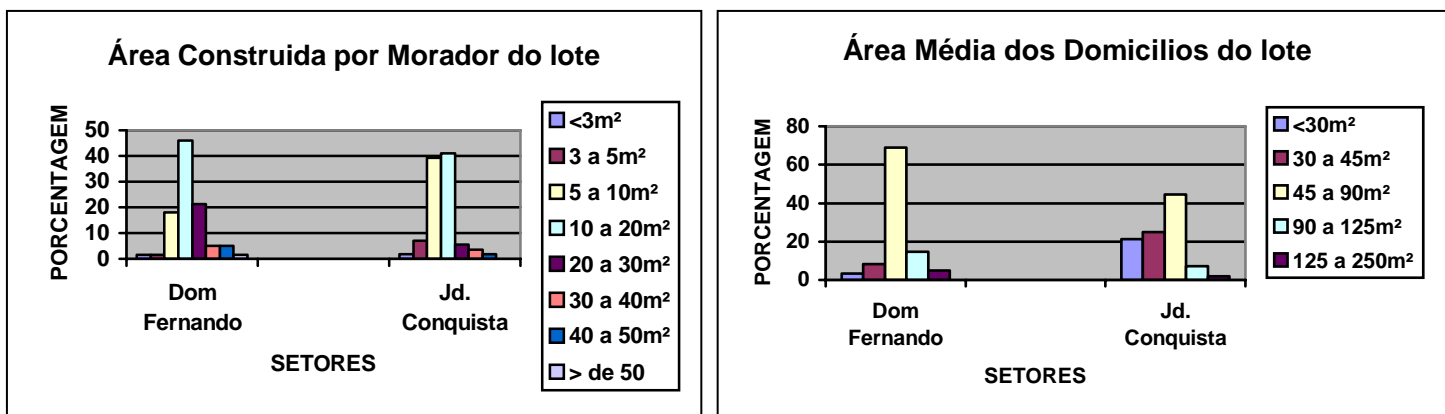 Área Construida por Morador do lote
PORCENTAGEM
50
40
30
20
10
0
Dom
Fernando
Jd.
Conquista
SETORES
<3m²
3 a 5m²
5 a 10m²
10 a 20m²
20 a 30m²
30 a 40m²
40 a 50m²
> de 50
Área Média dos Domicilios do lote
PORCENTAGEM
80
60
40
20
0
Dom
Fernando
Jd.
Conquista
SETORES
<30m²
30 a 45m²
45 a 90m²
90 a 125m²
125 a 250m²